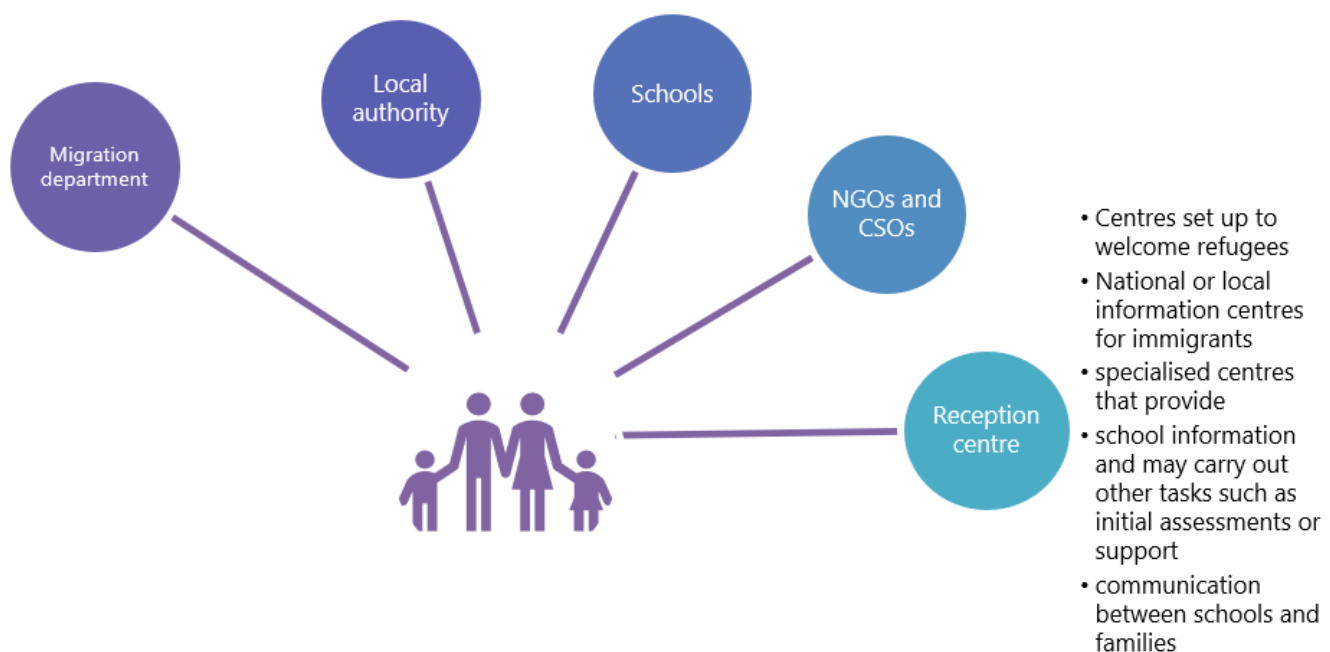 Migration
department
Local
authority
Schools
NGOs and
CSOs
Reception
centre
• Centres set up to
welcome refugees
• National or local
information centres
for immigrants
• specialised centres
that provide
• school information
and may carry out
other tasks such as
initial assessments or
support
• communication
between schools and
families